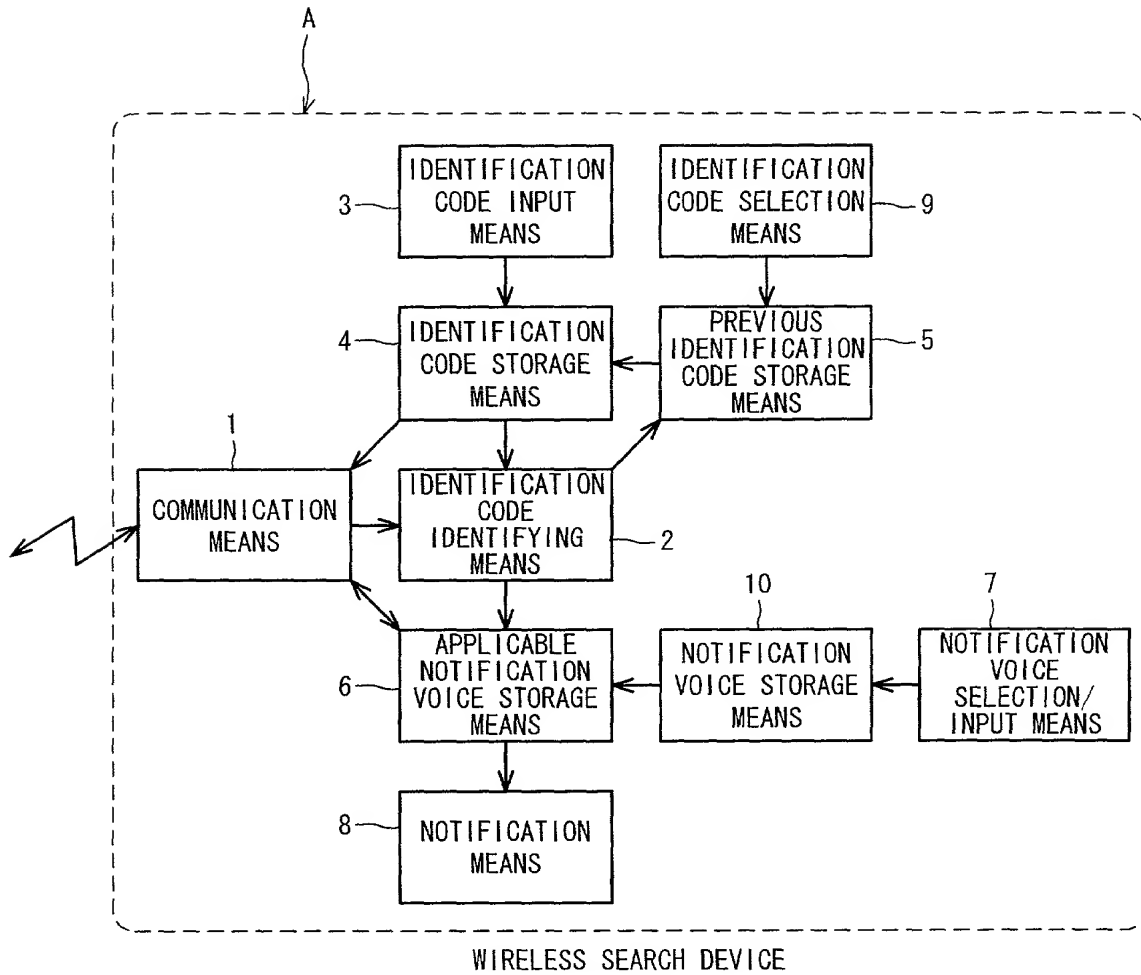 A
IDENTIFICATION
CODE INPUT
MEANS
3
IDENTIFICATION
CODE SELECTION
MEANS
9
IDENTIFICATION
CODE STORAGE
MEANS
4
PREVIOUS
IDENTIFICATION
CODE STORAGE
MEANS
5
1
COMMUNICATION
MEANS
IDENTIFICATION
CODE
IDENTIFYING
MEANS
2
APPLICABLE
NOTIFICATION
VOICE STORAGE
MEANS
6
10
NOTIFICATION
VOICE STORAGE
MEANS
7
NOTIFICATION
VOICE
SELECTION/
INPUT MEANS
8
NOTIFICATION
MEANS
WIRELESS SEARCH DEVICE